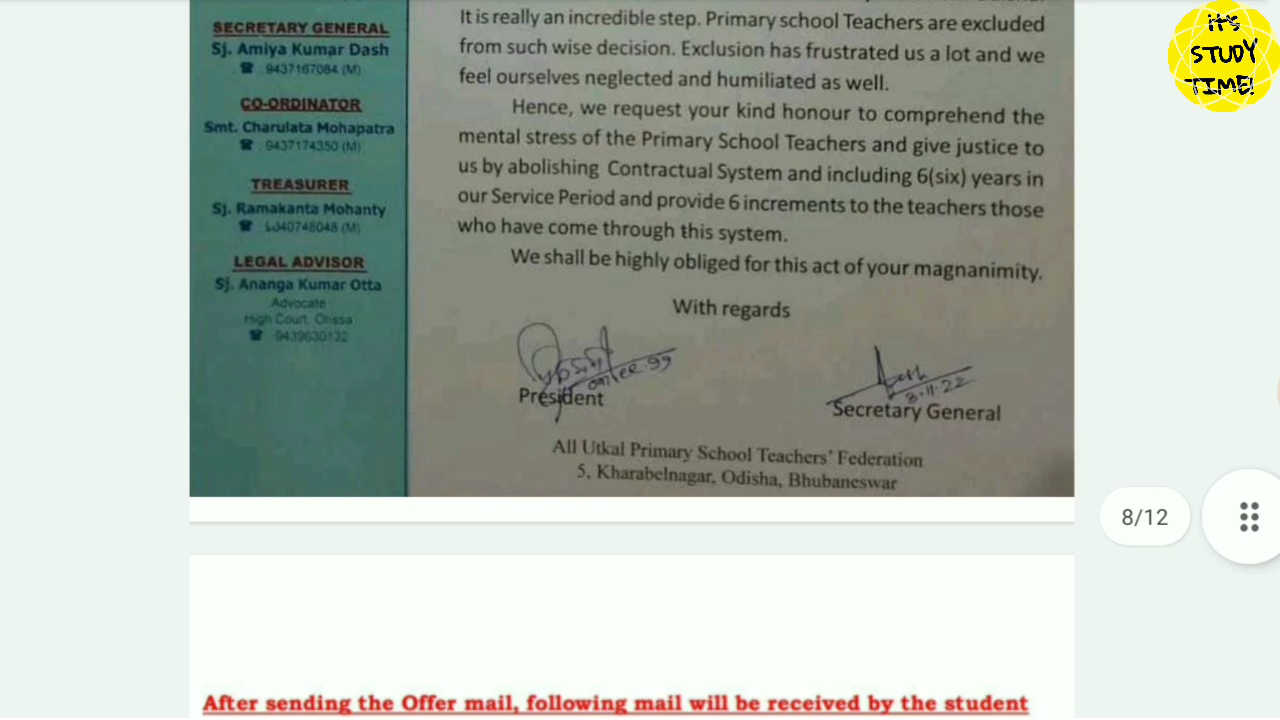 SECRETARY GENERAL
Sj. Amiya Kumar Dash
☎ : 9437167084 (M)
CO-ORDINATOR
Smt. Charulata Mohapatra
☎ : 9437174350 (M)
TREASURER
Sj. Ramakanta Mohanty
LEGAL ADVISOR
Sj. Ananga Kumar Otta
Advocate
High Court, Orissa
☎ : 9439630132
It is really an incredible step. Primary school Teachers are excluded
from such wise decision. Exclusion has frustrated us a lot and we
feel ourselves neglected and humiliated as well.
Hence, we request your kind honour to comprehend the
mental stress of the Primary School Teachers and give justice to
us by abolishing Contractual System and including 6(six) years in
our Service Period and provide 6 increments to the teachers those
who have come through this system.
We shall be highly obliged for this act of your magnanimity.
With regards
President
8.11.22
Secretary General
All Utkal Primary School Teachers' Federation
5, Kharabelnagar, Odisha, Bhubaneswar
iTS
STUDY
TIME!
8/12
After sending the Offer mail, following mail will be received by the student